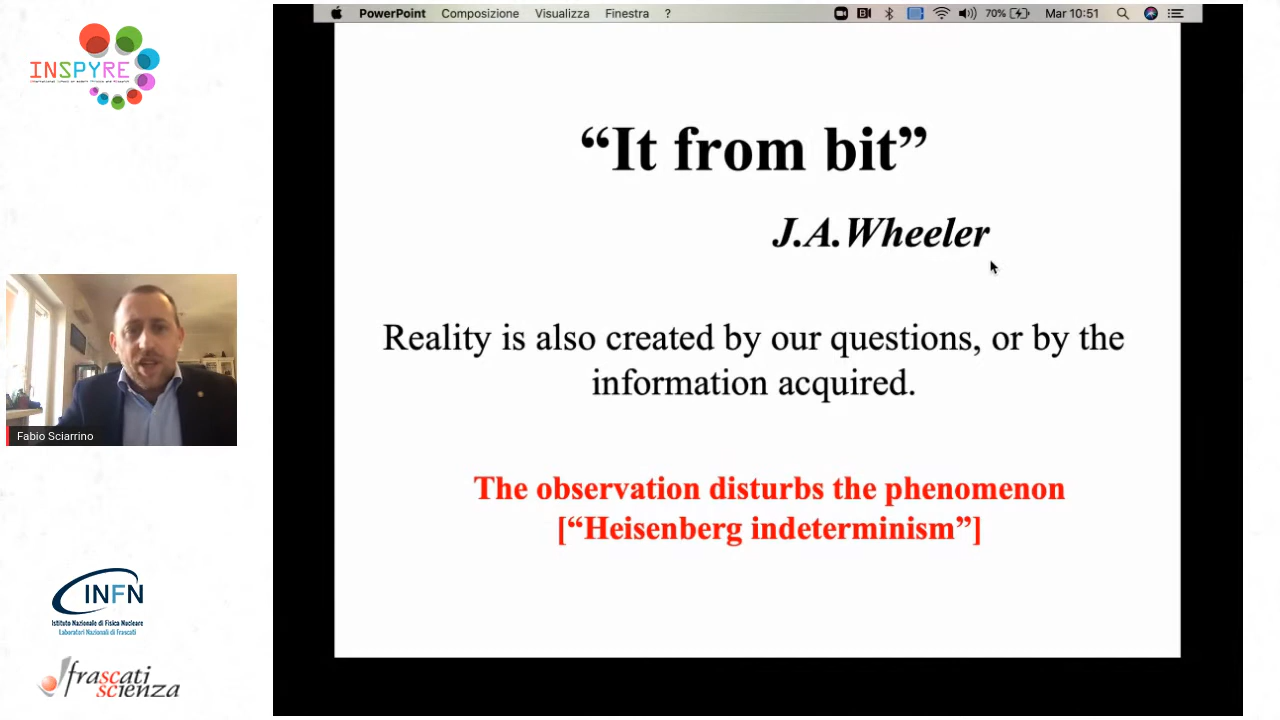 PowerPoint Composizione Visualizza Finestra ? 70% Mar 10:51
INSPYRE
“It from bit”
J.A.Wheeler
Reality is also created by our questions, or by the
information acquired.
The observation disturbs the phenomenon
[“Heisenberg indeterminism”]
Fabio Sciarrino
INFN
Istituto Nazionale di Fisica Nucleare
Laboratori Nazionali di Frascati
frascati
scienza